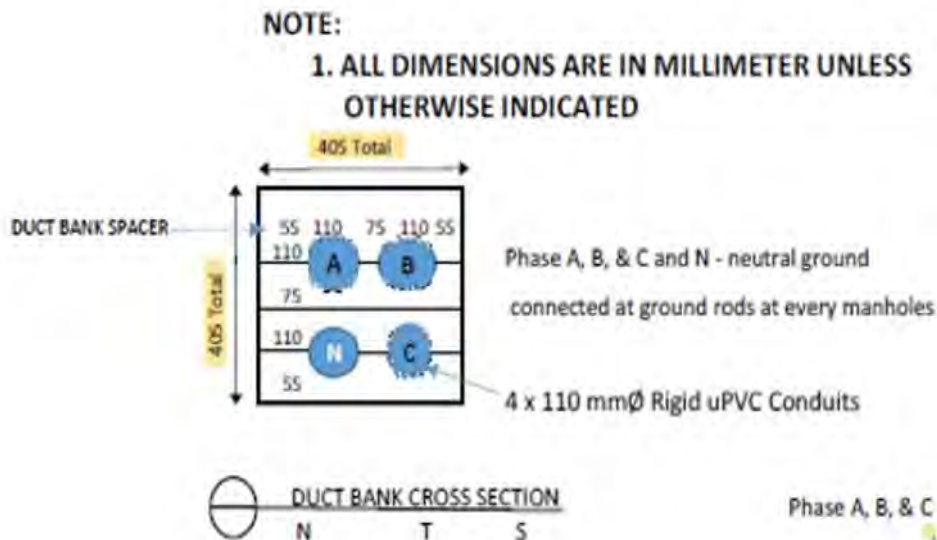 NOTE:
1. ALL DIMENSIONS ARE IN MILLIMETER UNLESS
OTHERWISE INDICATED
405 Total
DUCT BANK SPACER
55 110 75 110 55
110
A B
Phase A, B, & C and N - neutral ground
405 Total
75
connected at ground rods at every manholes
110
N C
55
4 x 110 mmØ Rigid uPVC Conduits
DUCT BANK CROSS SECTION
N T S
Phase A, B, & C